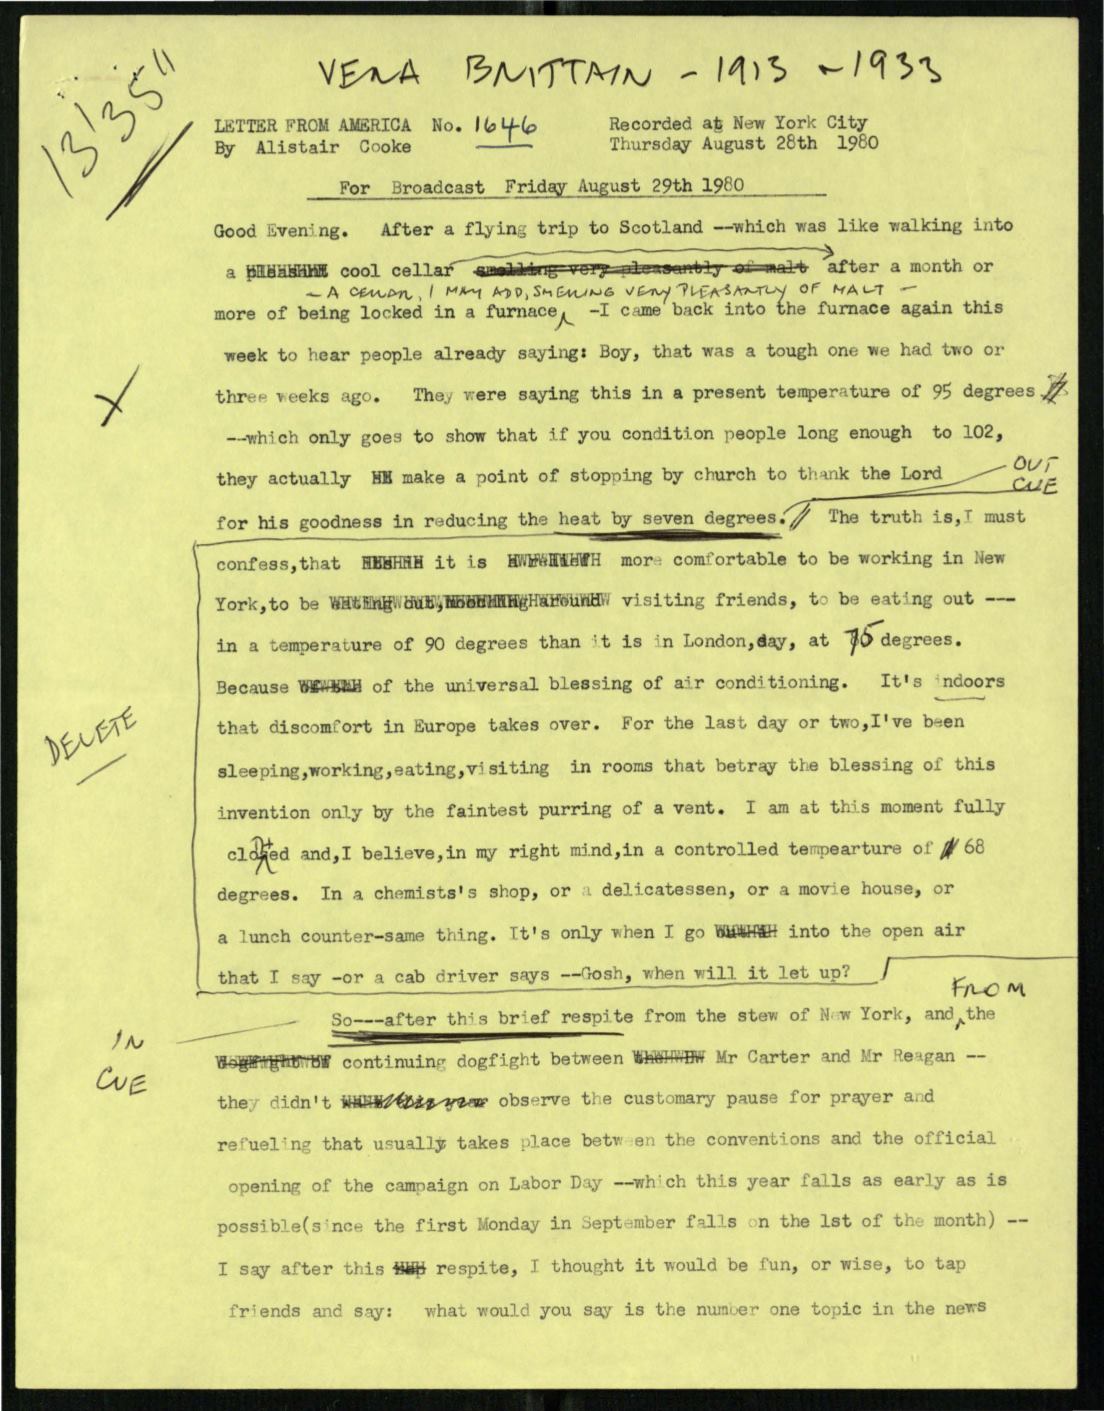 VERA BRITTAIN - 1913 - 1933
13'35"
LETTER FROM AMERICA No. 1646 Recorded at New York City
By Alistair Cooke Thursday August 28th 1980
For Broadcast Friday August 29th 1980
Good Evening. After a flying trip to Scotland --which was like walking into
a cool cellar smelling very pleasantly of malt after a month or
- A CELLAR, I MAY ADD, SMELLING VERY PLEASANTLY OF MALT -
more of being locked in a furnace, -I came back into the furnace again this
week to hear people already saying: Boy, that was a tough one we had two or
X
three weeks ago. They were saying this in a present temperature of 95 degrees
--which only goes to show that if you condition people long enough to 102,
they actually make a point of stopping by church to thank the Lord
OUT
CUE
for his goodness in reducing the heat by seven degrees. // The truth is,I must
confess,that it is more comfortable to be working in New
York,to be visiting friends, to be eating out ---
in a temperature of 90 degrees than it is in London,day, at 75 degrees.
Because of the universal blessing of air conditioning. It's indoors
DELETE
that discomfort in Europe takes over. For the last day or two,I've been
sleeping,working,eating,visiting in rooms that betray the blessing of this
invention only by the faintest purring of a vent. I am at this moment fully
clothed and,I believe,in my right mind,in a controlled tempearture of 68
degrees. In a chemists's shop, or a delicatessen, or a movie house, or
a lunch counter-same thing. It's only when I go into the open air
that I say -or a cab driver says --Gosh, when will it let up?
FROM
IN
CUE
So---after this brief respite from the stew of New York, and the
continuing dogfight between Mr Carter and Mr Reagan --
they didn't observe the customary pause for prayer and
refueling that usually takes place between the conventions and the official
opening of the campaign on Labor Day --which this year falls as early as is
possible(since the first Monday in September falls on the 1st of the month) --
I say after this respite, I thought it would be fun, or wise, to tap
friends and say: what would you say is the number one topic in the news